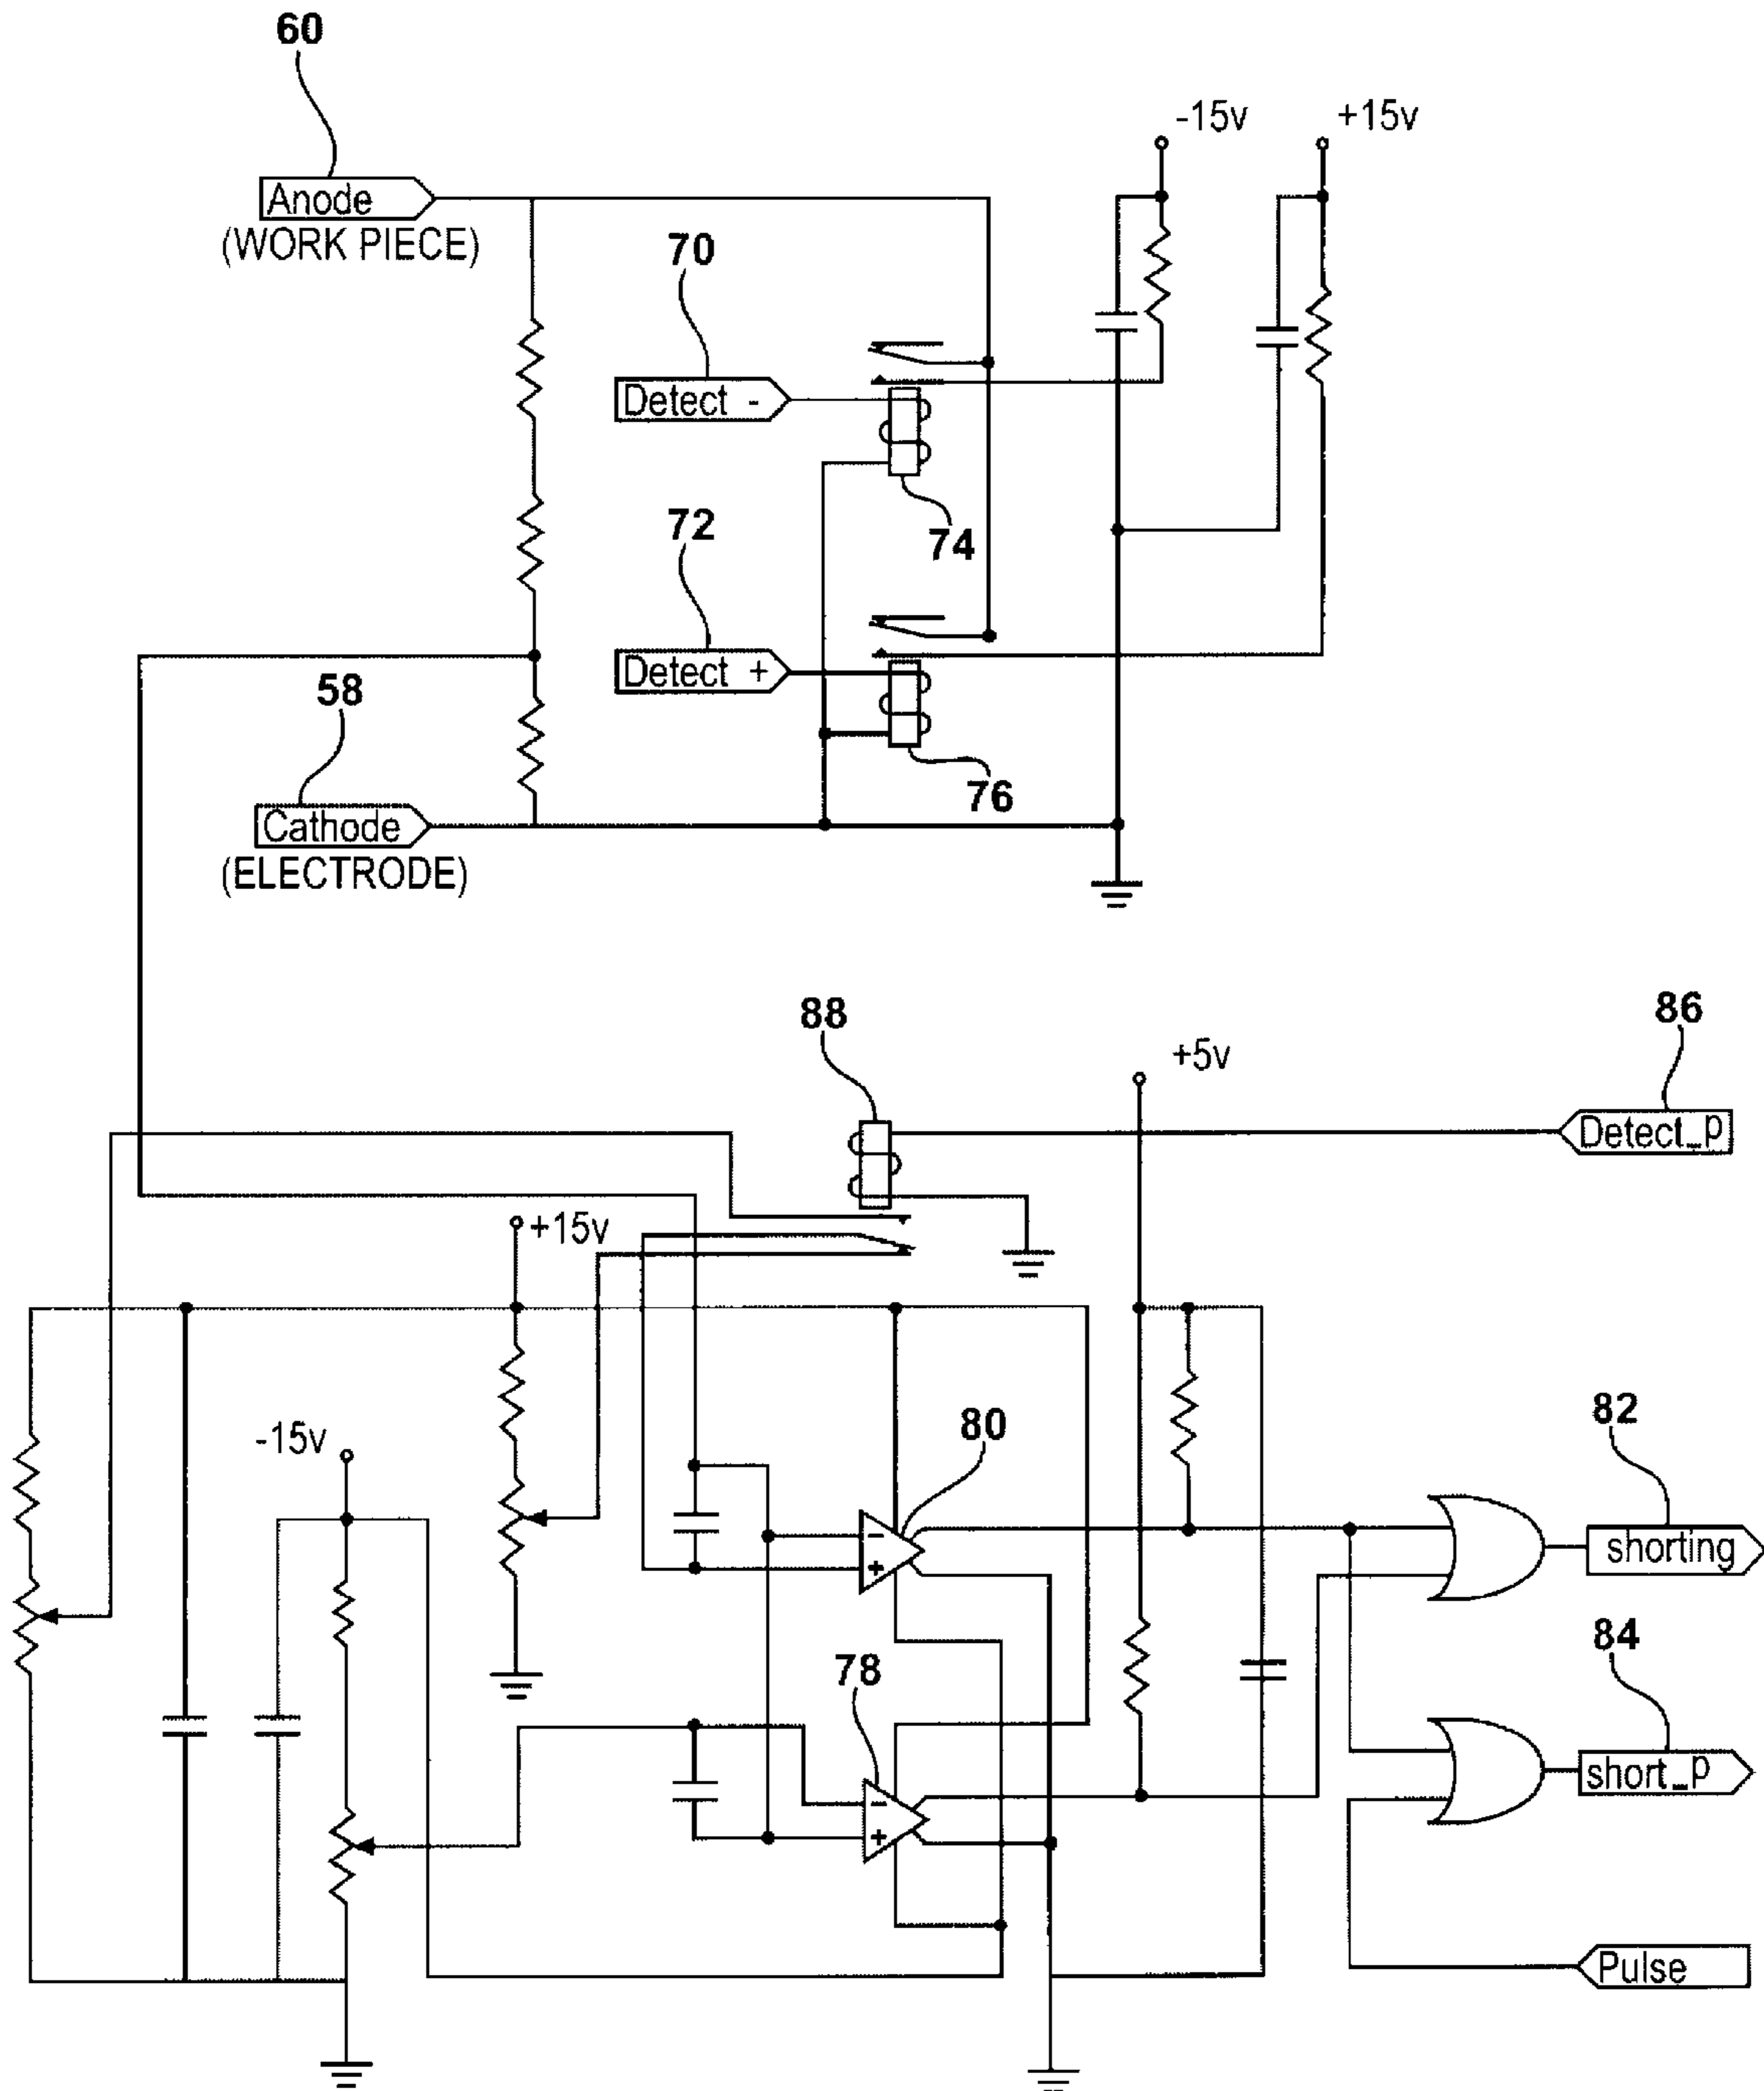 60
-15v
+15v
Anode
(WORK PIECE)
70
Detect -
74
72
Detect +
58
76
Cathode
(ELECTRODE)
88
86
+5v
Detect_p
+15v
80
82
-15v
-
+
shorting
84
78
short_p
-
+
Pulse